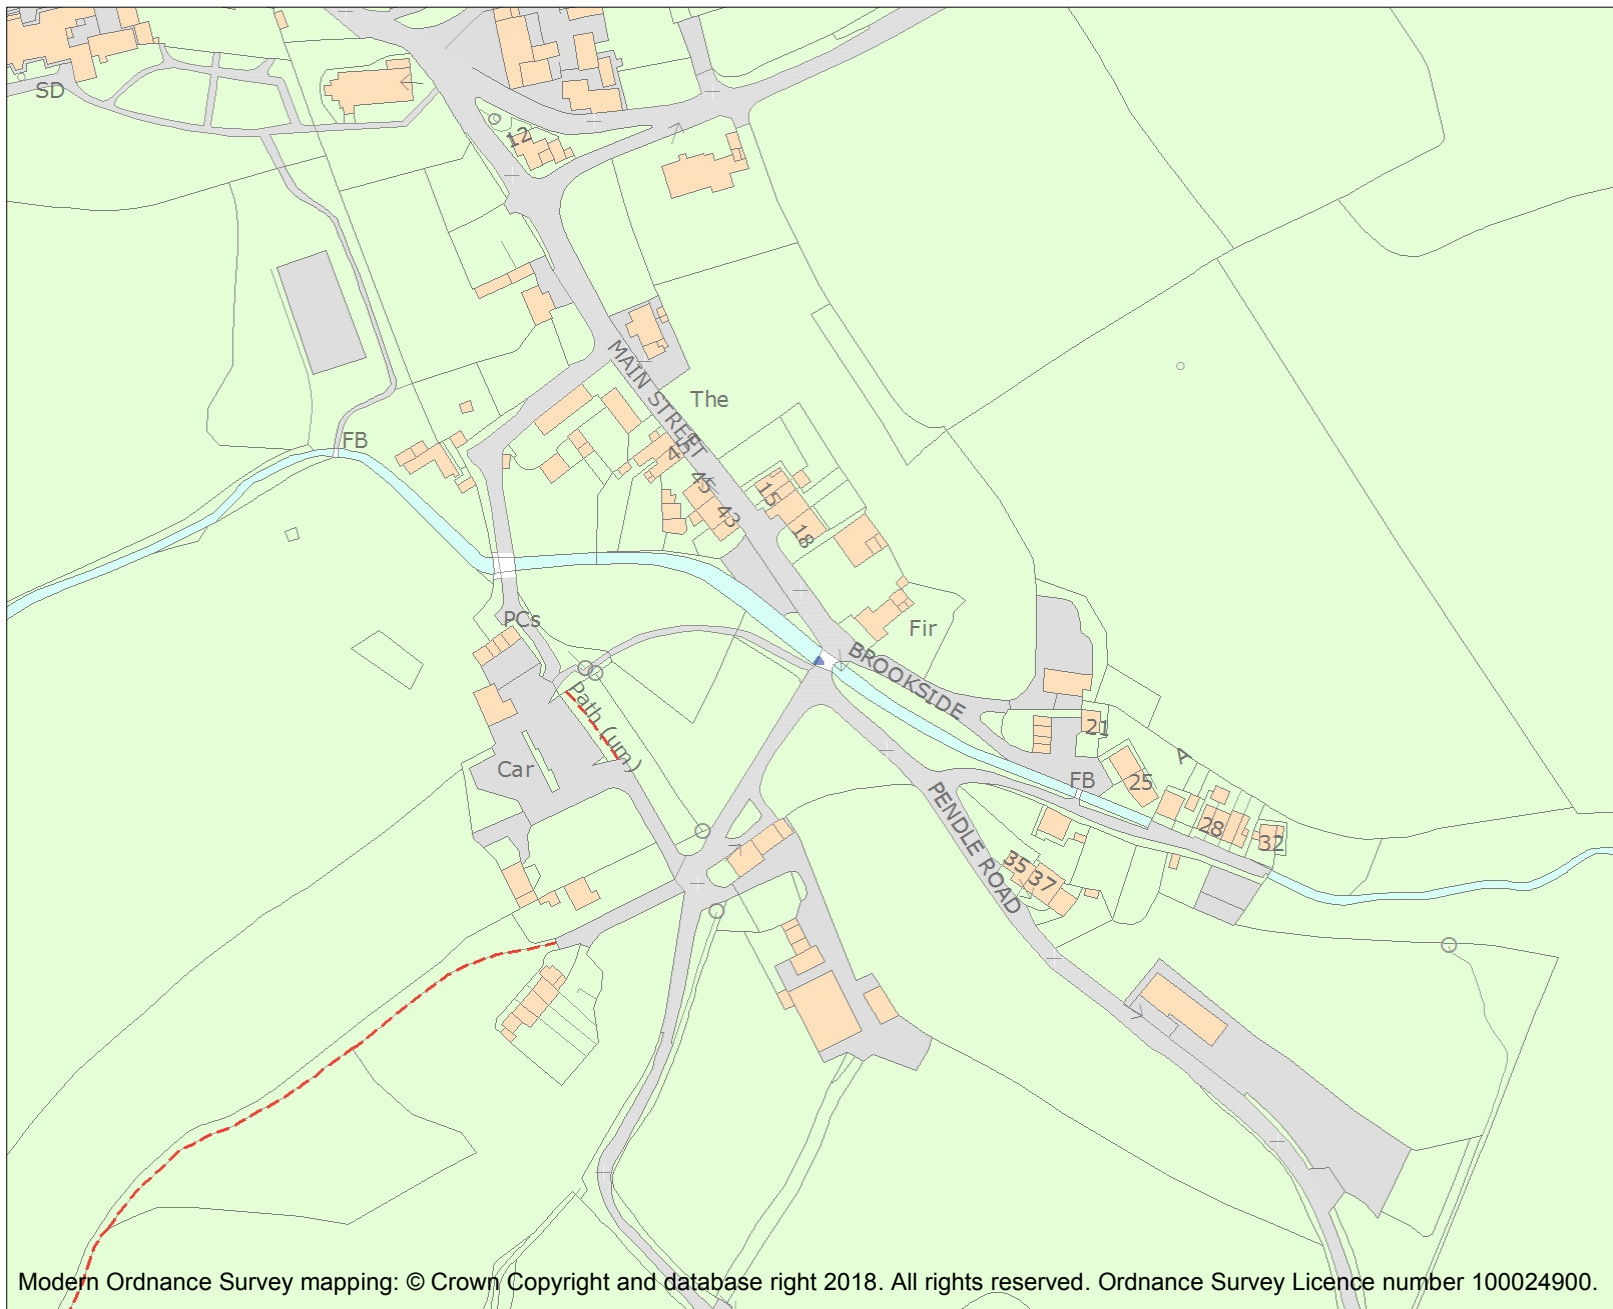 SD
12
MAIN STREET
The
FB
45
45
43
15
18
PCs
Fir
BROOKSIDE
Path (um)
Car
21
A
FB
25
28
32
PENDLE ROAD
35
37
Modern Ordnance Survey mapping: © Crown Copyright and database right 2018. All rights reserved. Ordnance Survey Licence number 100024900.